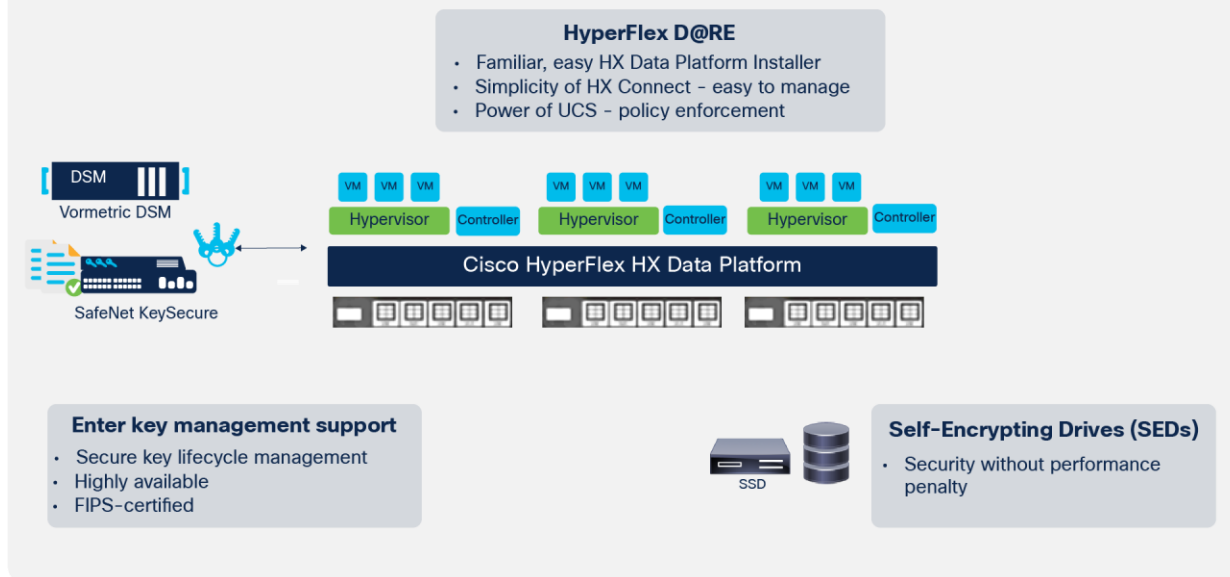 HyperFlex D@RE
• Familiar, easy HX Data Platform Installer
• Simplicity of HX Connect - easy to manage
• Power of UCS - policy enforcement
DSM
Vormetric DSM
SafeNet KeySecure
VM VM VM
Hypervisor Controller
VM VM VM
Hypervisor Controller
VM VM VM
Hypervisor Controller
Cisco HyperFlex HX Data Platform
Enter key management support
• Secure key lifecycle management
• Highly available
• FIPS-certified
SSD
Self-Encrypting Drives (SEDs)
• Security without performance
penalty